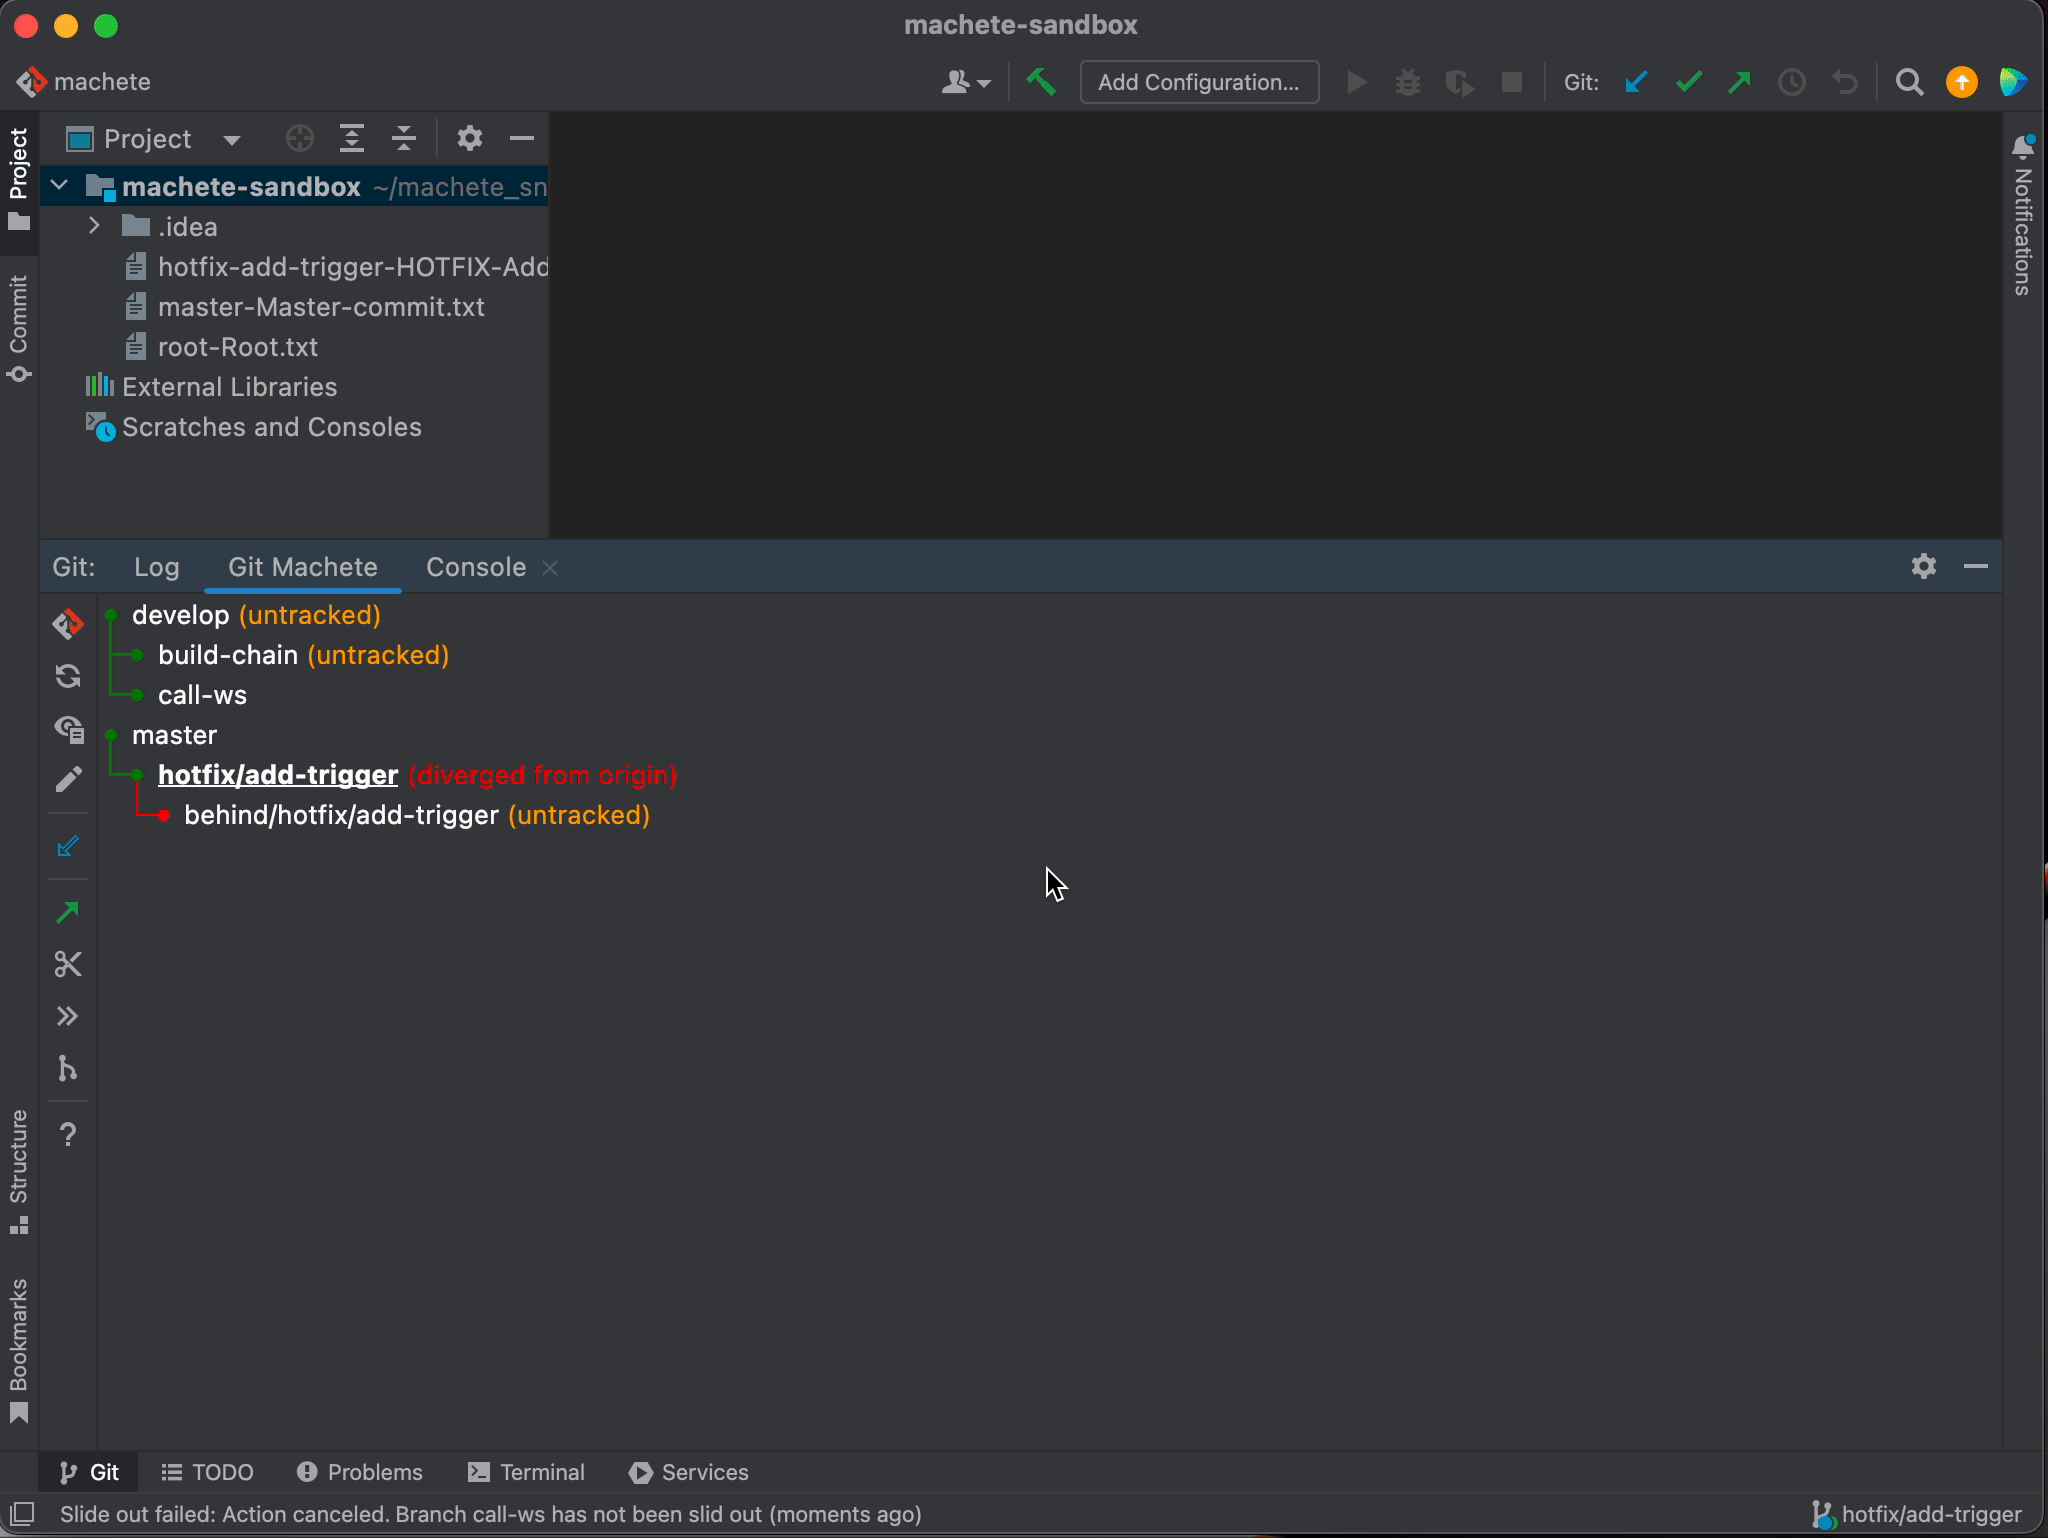 machete-sandbox
machete
Add Configuration...
Git:
Project
machete-sandbox ~/machete_sn
.idea
hotfix-add-trigger-HOTFIX-Add
master-Master-commit.txt
root-Root.txt
External Libraries
Scratches and Consoles
Project
Commit
Structure
Bookmarks
Notifications
Git: Log Git Machete Console
develop (untracked)
build-chain (untracked)
call-ws
master
hotfix/add-trigger (diverged from origin)
behind/hotfix/add-trigger (untracked)
Git TODO Problems Terminal Services
Slide out failed: Action canceled. Branch call-ws has not been slid out (moments ago)
hotfix/add-trigger